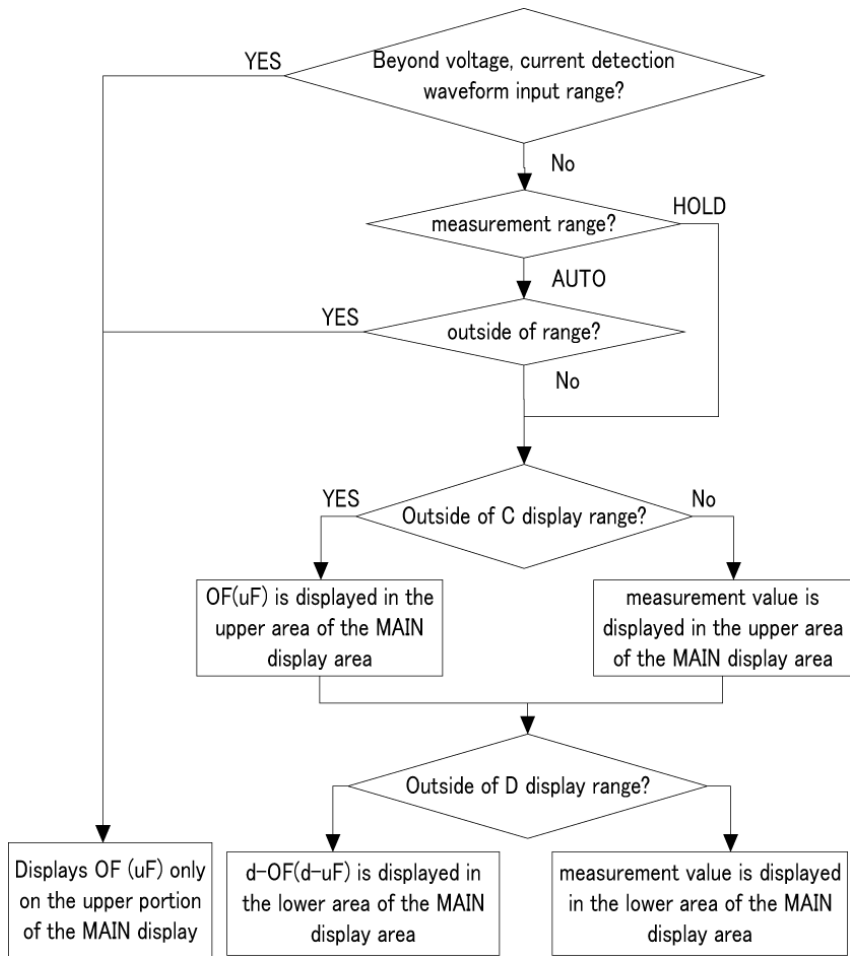 YES
Beyond voltage, current detection
waveform input range?
No
measurement range?
HOLD
AUTO
YES
outside of range?
No
YES
Outside of C display range?
No
OF(uF) is displayed in the
upper area of the MAIN
display area
measurement value is
displayed in the upper area
of the MAIN display area
Outside of D display range?
Displays OF (uF) only
on the upper portion
of the MAIN display
d-OF(d-uF) is displayed in
the lower area of the MAIN
display area
measurement value is displayed
in the lower area of the MAIN
display area